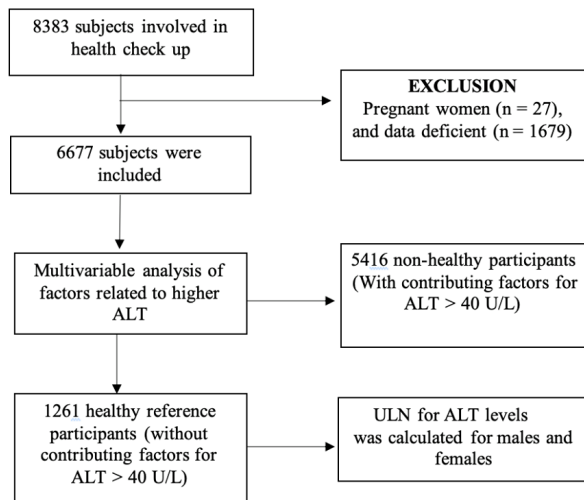 8383 subjects involved in
health check up
EXCLUSION
Pregnant women (n = 27),
and data deficient (n = 1679)
6677 subjects were
included
Multivariable analysis of
factors related to higher
ALT
5416 non-healthy participants
(With contributing factors for
ALT > 40 U/L)
1261 healthy reference
participants (without
contributing factors for
ALT > 40 U/L)
ULN for ALT levels
was calculated for males and
females